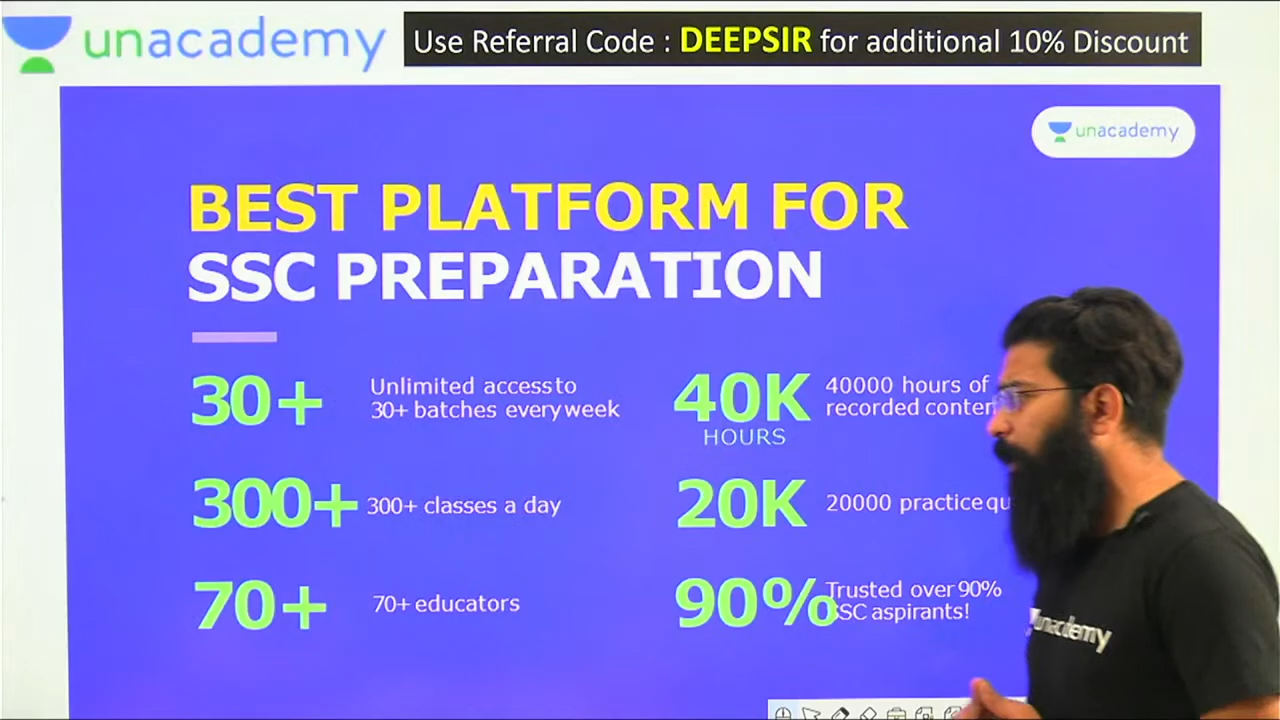 unacademy
Use Referral Code : DEEPSIR for additional 10% Discount
unacademy
BEST PLATFORM FOR
SSC PREPARATION
30+
Unlimited access to
30+ batches every week
40K
HOURS
40000 hours of
recorded
300+
300+ classes a day
20K
20000 practice
70+
70+ educators
90%
Trusted over 90%
SSC aspirants!
unacademy